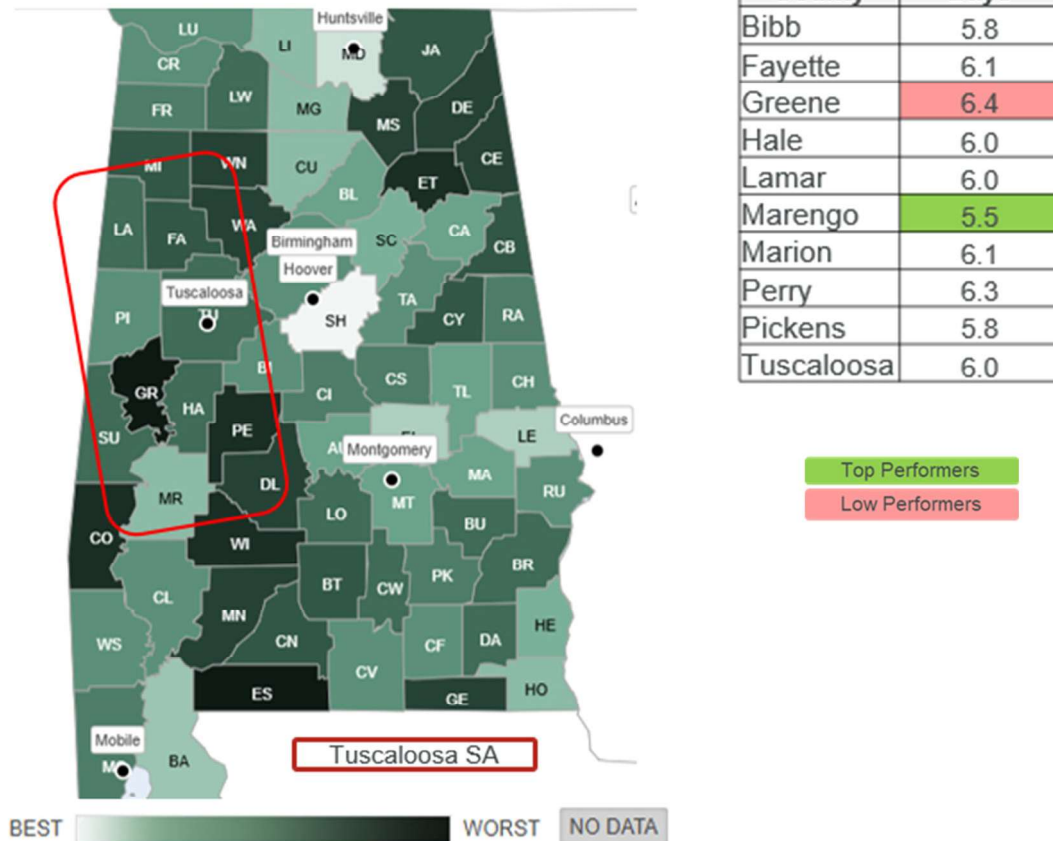 Huntsville
LU
LI
MD
JA
CR
LW
MG
FR
MS
DE
MI
WN
CU
CE
ET
BL
LA
FA
WA
SC
CA
CB
Birmingham
Hoover
Tuscaloosa
TU
PI
SH
TA
CY
RA
BI
GR
HA
CI
CS
TL
CH
SU
PE
AU
LE
Columbus
Montgomery
MR
DL
MT
MA
RU
LO
BU
CO
WI
BT
CW
PK
BR
CL
MN
CN
WS
CV
CF
DA
HE
ES
GE
HO
Mobile
BA
Tuscaloosa SA
BEST
WORST
NO DATA
Bibb 5.8
Fayette 6.1
Greene 6.4
Hale 6.0
Lamar 6.0
Marengo 5.5
Marion 6.1
Perry 6.3
Pickens 5.8
Tuscaloosa 6.0
Top Performers
Low Performers